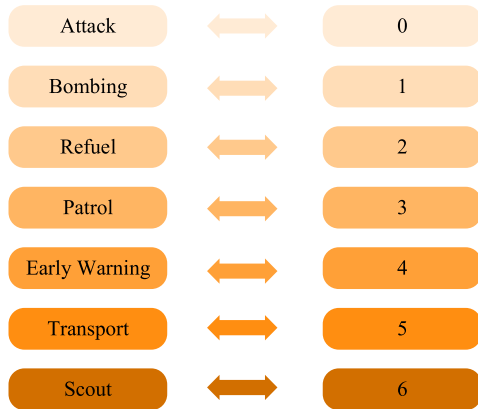 Attack 0
Bombing 1
Refuel 2
Patrol 3
Early Warning 4
Transport 5
Scout 6